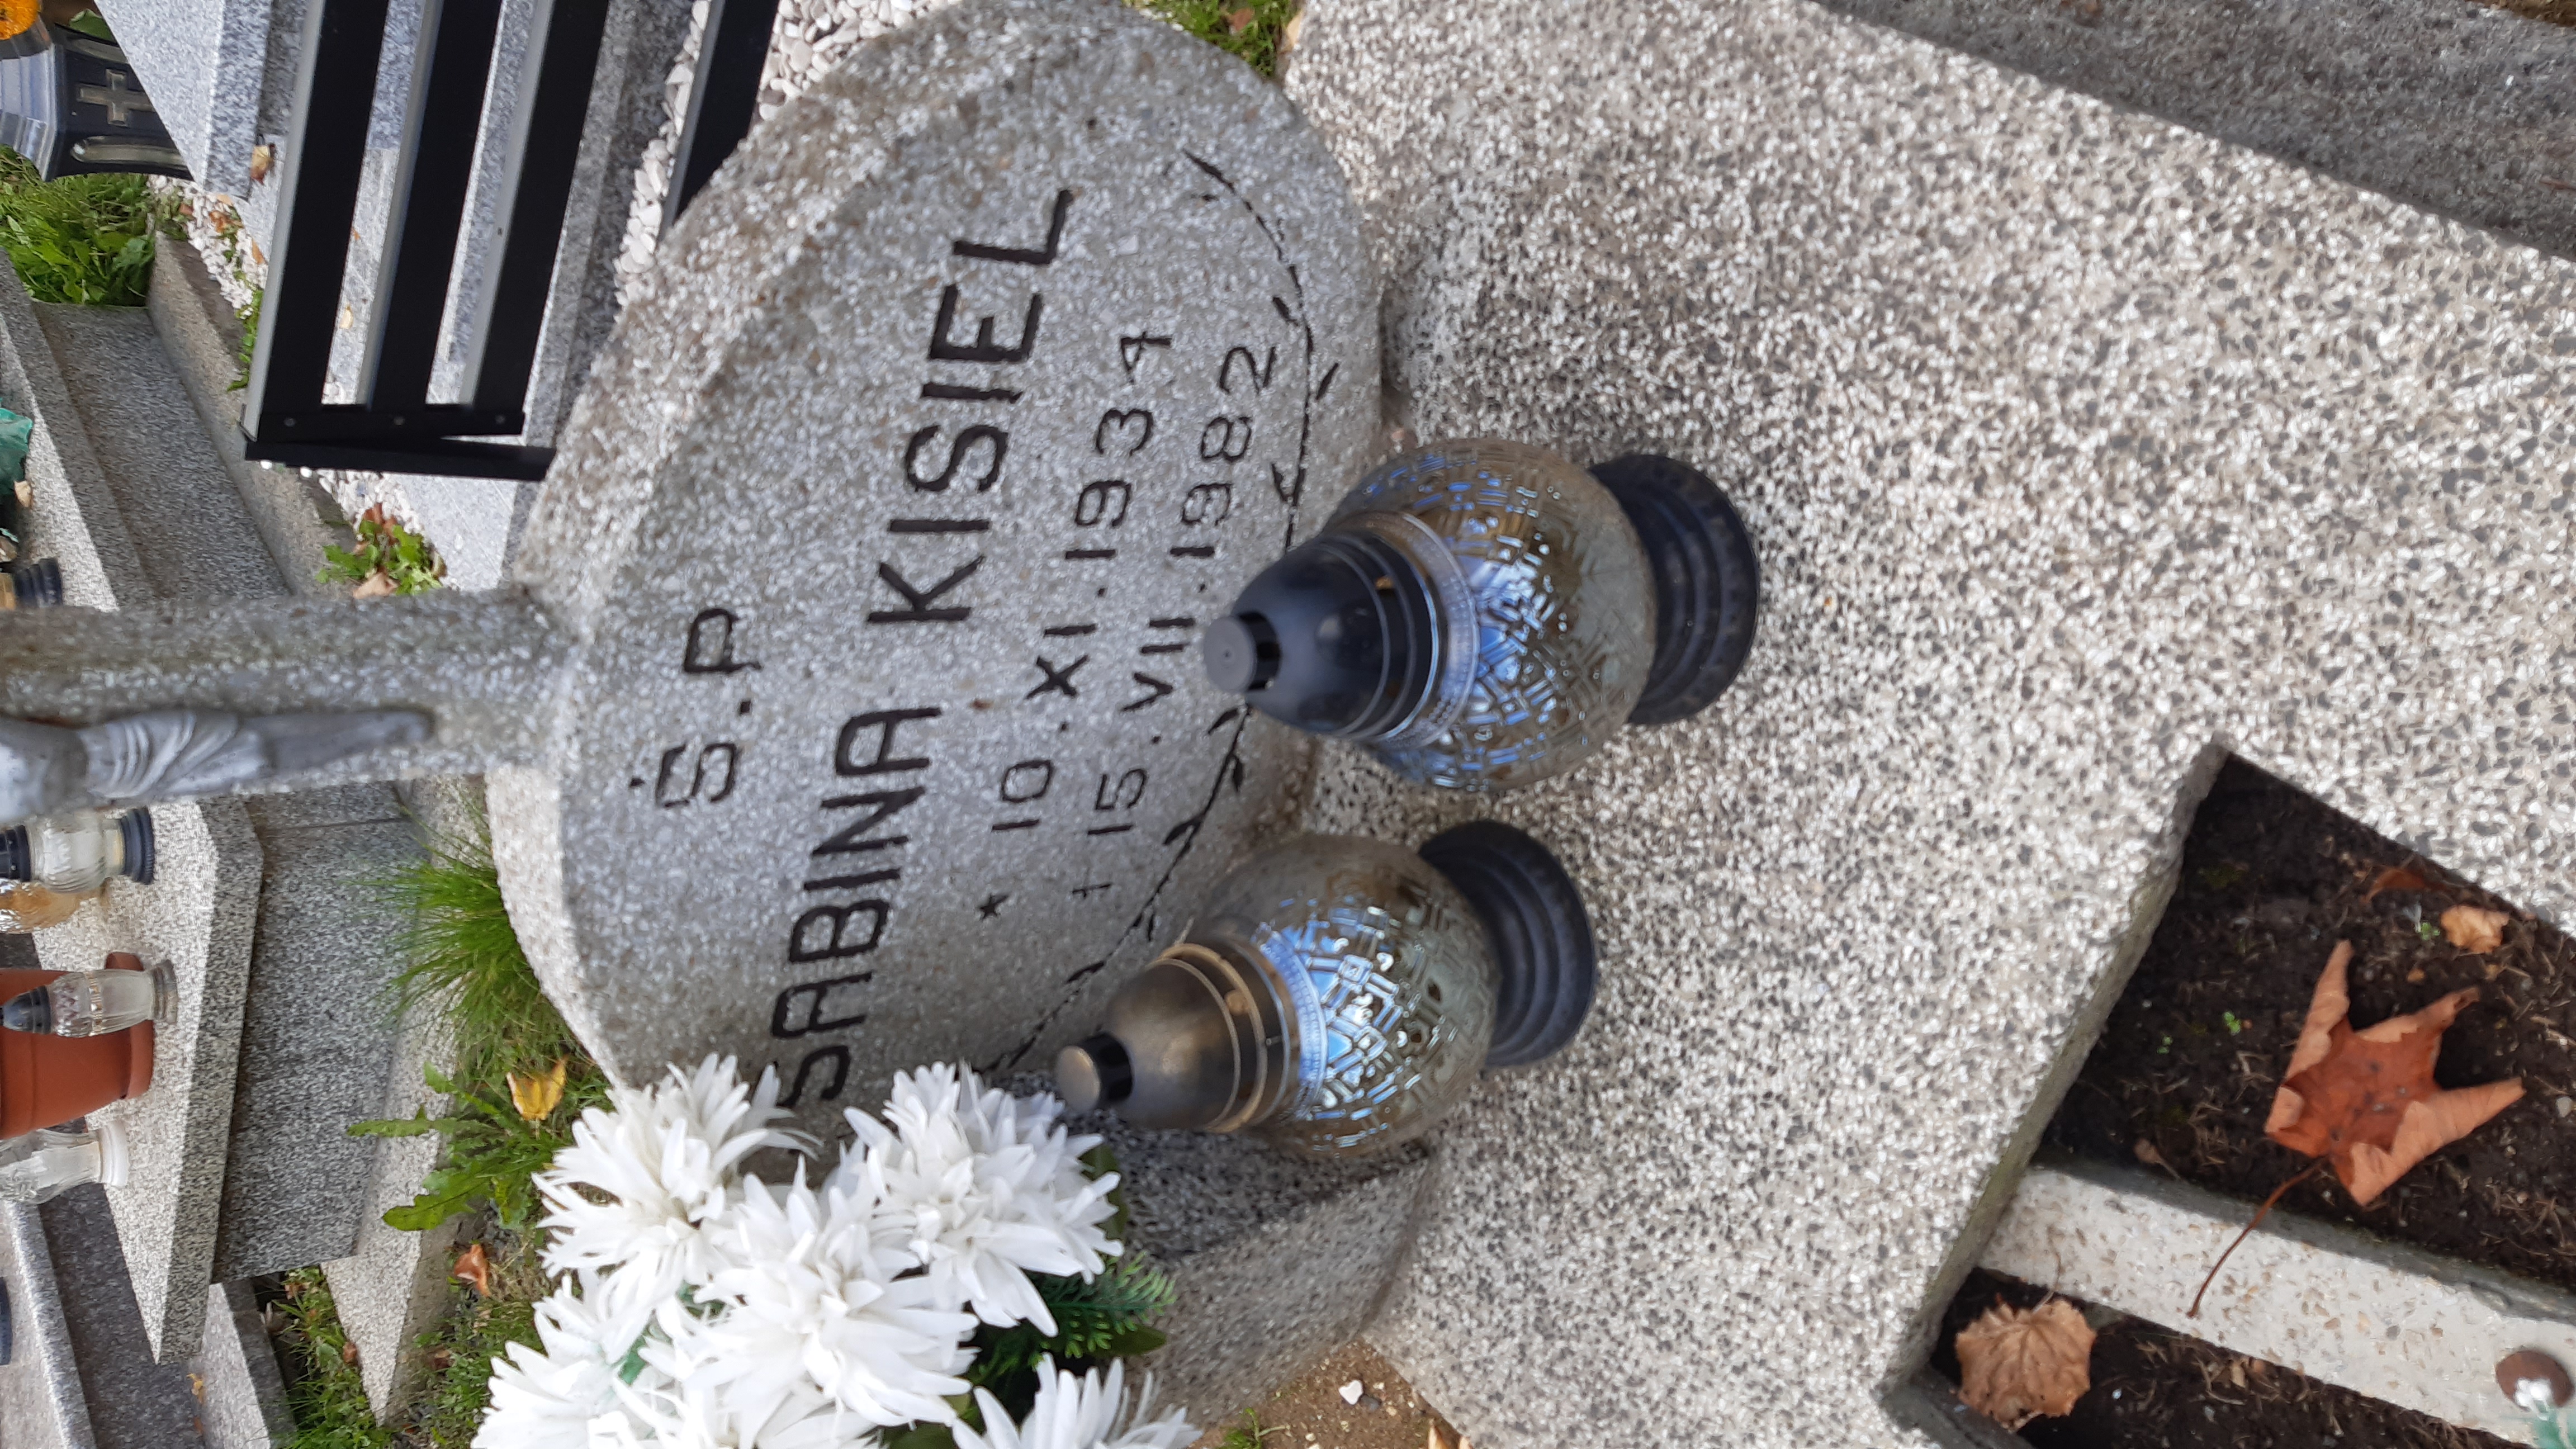 Ś.P
SABINA KISIEL
* 10.XI.1934
† 15.VII.1982